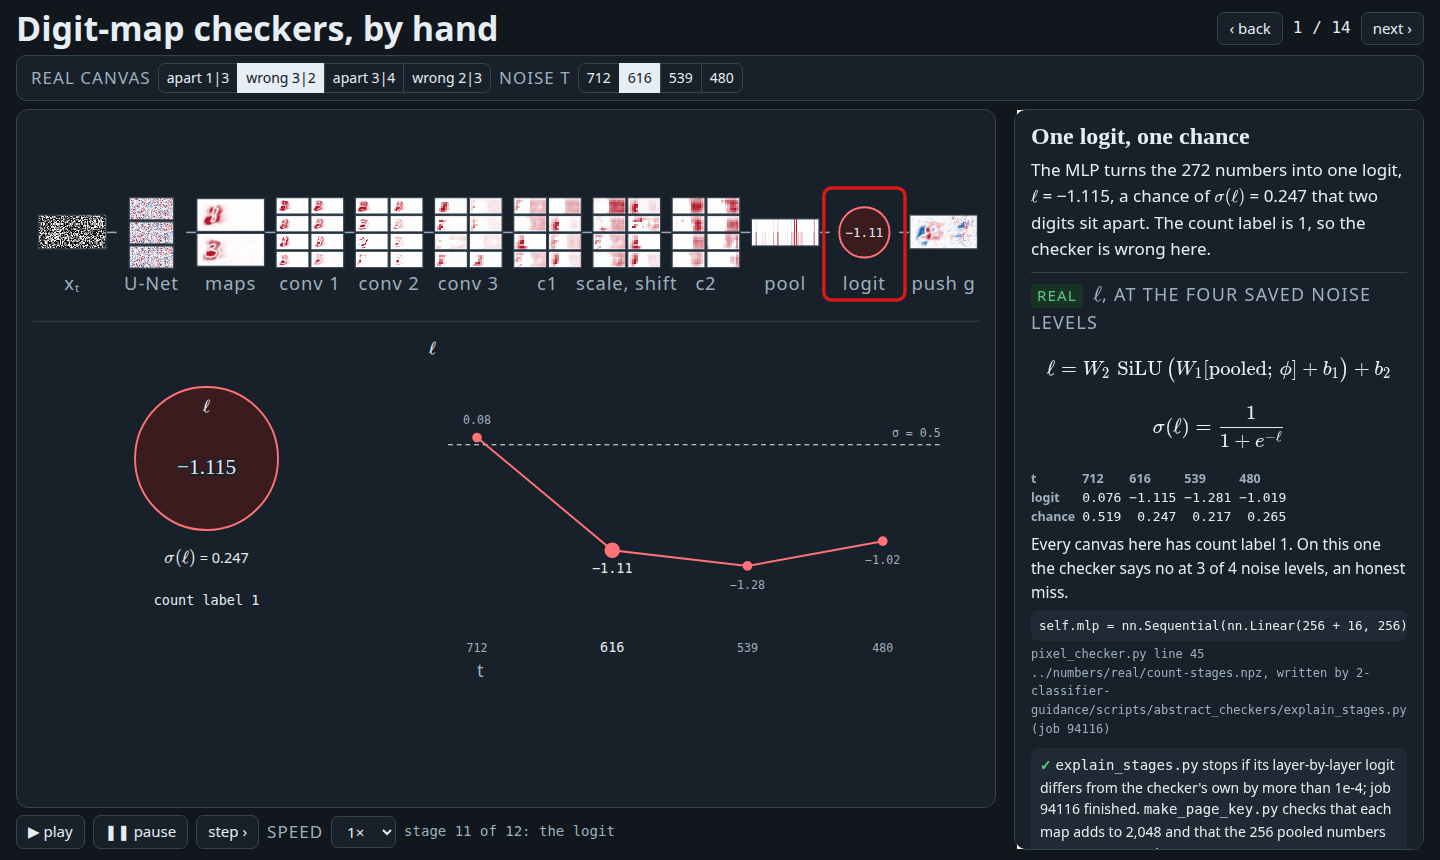 Digit-map checkers, by hand
‹ back 1 / 14 next ›
REAL CANVAS apart 1|3 wrong 3|2 apart 3|4 wrong 2|3 NOISE T 712 616 539 480
−1.11
xₜ U-Net maps conv 1 conv 2 conv 3 c1 scale, shift c2 pool logit push g
ℓ
ℓ
−1.115
σ(ℓ) = 0.247
count label 1
0.08
σ = 0.5
−1.11
−1.28
−1.02
712 616 539 480
t
▶ play ❚❚ pause step › SPEED 1× stage 11 of 12: the logit
One logit, one chance
The MLP turns the 272 numbers into one logit,
ℓ = −1.115, a chance of σ(ℓ) = 0.247 that two
digits sit apart. The count label is 1, so the
checker is wrong here.
REAL ℓ, AT THE FOUR SAVED NOISE
LEVELS
ℓ = W₂ SiLU (W₁[pooled; ϕ] + b₁) + b₂
σ(ℓ) = 1 / (1 + e^{−ℓ})
t 712 616 539 480
logit 0.076 −1.115 −1.281 −1.019
chance 0.519 0.247 0.217 0.265
Every canvas here has count label 1. On this one
the checker says no at 3 of 4 noise levels, an honest
miss.
self.mlp = nn.Sequential(nn.Linear(256 + 16, 256)
pixel_checker.py line 45
../numbers/real/count-stages.npz, written by 2-
classifier-
guidance/scripts/abstract_checkers/explain_stages.py
(job 94116)
✓ explain_stages.py stops if its layer-by-layer logit
differs from the checker's own by more than 1e-4; job
94116 finished. make_page_key.py checks that each
map adds to 2,048 and that the 256 pooled numbers